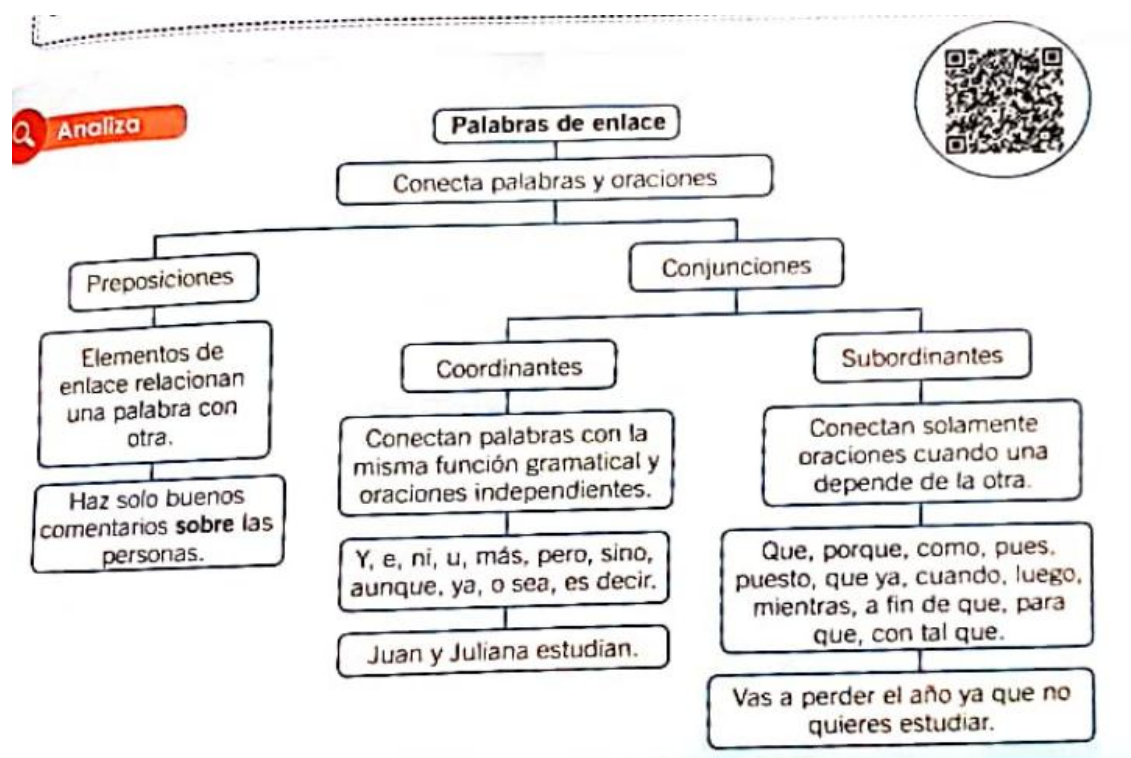 Analiza
Palabras de enlace
Conecta palabras y oraciones
Preposiciones
Elementos de
enlace relacionan
una palabra con
otra.
Haz solo buenos
comentarios sobre las
personas.
Conjunciones
Coordinantes
Conectan palabras con la
misma función gramatical y
oraciones independientes.
Y, e, ni, u, más, pero, sino,
aunque, ya, o sea, es decir.
Juan y Juliana estudian.
Subordinantes
Conectan solamente
oraciones cuando una
depende de la otra.
Que, porque, como, pues,
puesto, que ya, cuando, luego,
mientras, a fin de que, para
que, con tal que.
Vas a perder el año ya que no
quieres estudiar.